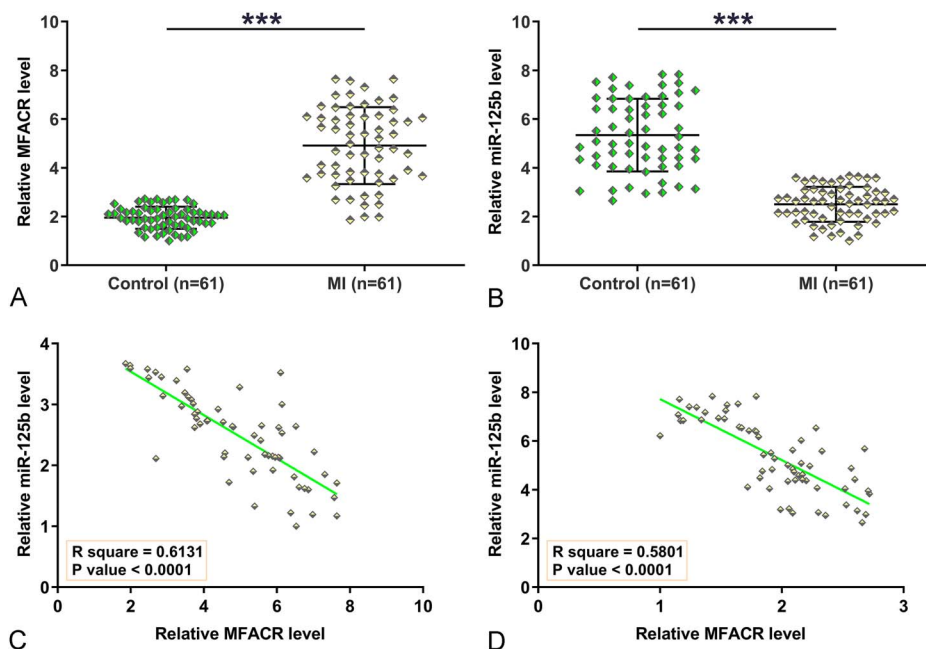 ***
10
8
6
4
2
0
Relative MFACR level
Control (n=61)
MI (n=61)
A
***
10
8
6
4
2
0
Relative miR-125b level
Control (n=61)
MI (n=61)
B
4
3
2
1
0
Relative miR-125b level
R square = 0.6131
P value < 0.0001
0 2 4 6 8 10
Relative MFACR level
C
10
8
6
4
2
0
Relative miR-125b level
R square = 0.5801
P value < 0.0001
0 1 2 3
Relative MFACR level
D